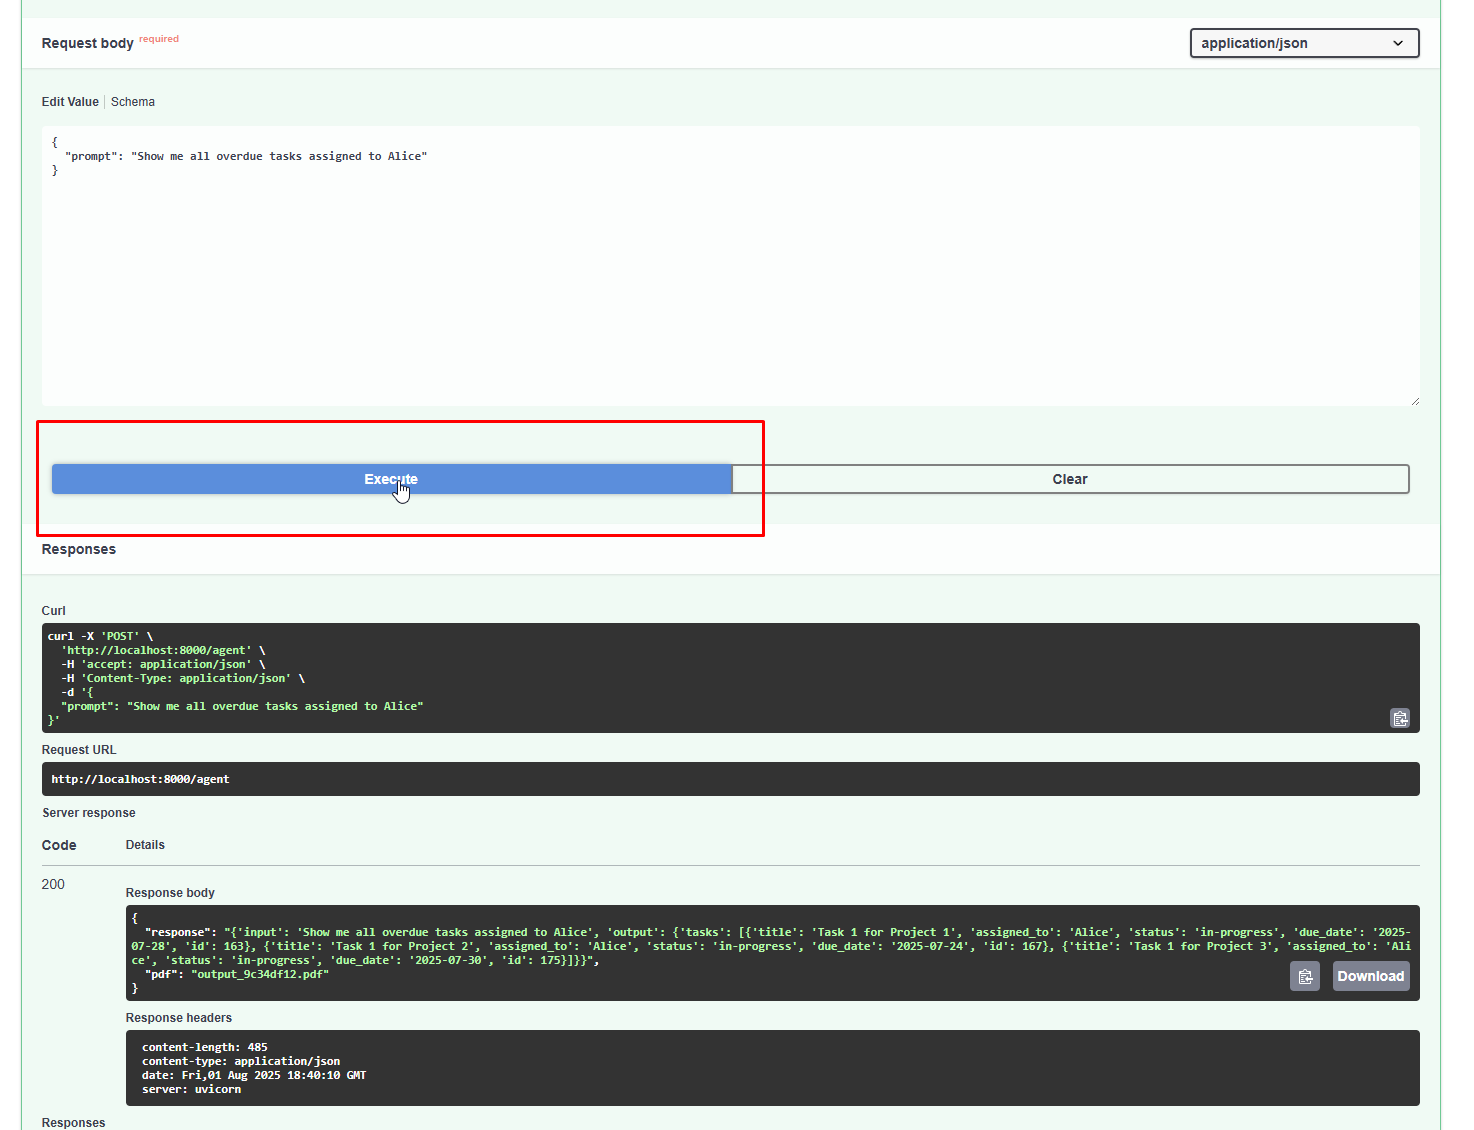 Request body required
application/json
Edit Value | Schema
{
  "prompt": "Show me all overdue tasks assigned to Alice"
}
Execute
Clear
Responses
Curl
curl -X 'POST' \
  'http://localhost:8000/agent' \
  -H 'accept: application/json' \
  -H 'Content-Type: application/json' \
  -d '{
  "prompt": "Show me all overdue tasks assigned to Alice"
}'
Request URL
http://localhost:8000/agent
Server response
Code Details
200
Response body
{
  "response": "{'input': 'Show me all overdue tasks assigned to Alice', 'output': {'tasks': [{'title': 'Task 1 for Project 1', 'assigned_to': 'Alice', 'status': 'in-progress', 'due_date': '2025-
07-28', 'id': 163}, {'title': 'Task 1 for Project 2', 'assigned_to': 'Alice', 'status': 'in-progress', 'due_date': '2025-07-24', 'id': 167}, {'title': 'Task 1 for Project 3', 'assigned_to': 'Ali
ce', 'status': 'in-progress', 'due_date': '2025-07-30', 'id': 175}]}}",
  "pdf": "output_9c34df12.pdf"
}
Download
Response headers
content-length: 485
content-type: application/json
date: Fri,01 Aug 2025 18:40:10 GMT
server: uvicorn
Responses